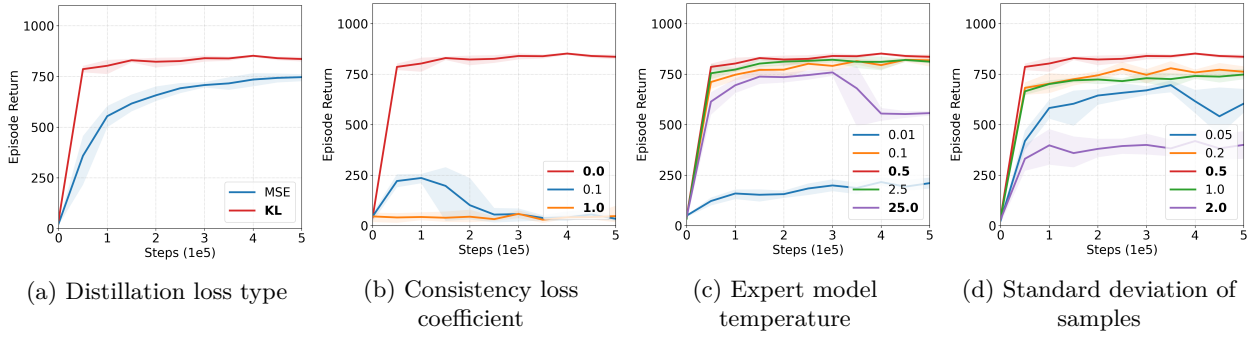 Episode Return
1000
750
500
250
0
0 1 2 3 4 5
Steps (1e5)
MSE
KL
(a) Distillation loss type
Episode Return
1000
750
500
250
0
0 1 2 3 4 5
Steps (1e5)
0.0
0.1
1.0
(b) Consistency loss
coefficient
Episode Return
1000
750
500
250
0
0 1 2 3 4 5
Steps (1e5)
0.01
0.1
0.5
2.5
25.0
(c) Expert model
temperature
Episode Return
1000
750
500
250
0
0 1 2 3 4 5
Steps (1e5)
0.05
0.2
0.5
1.0
2.0
(d) Standard deviation of
samples